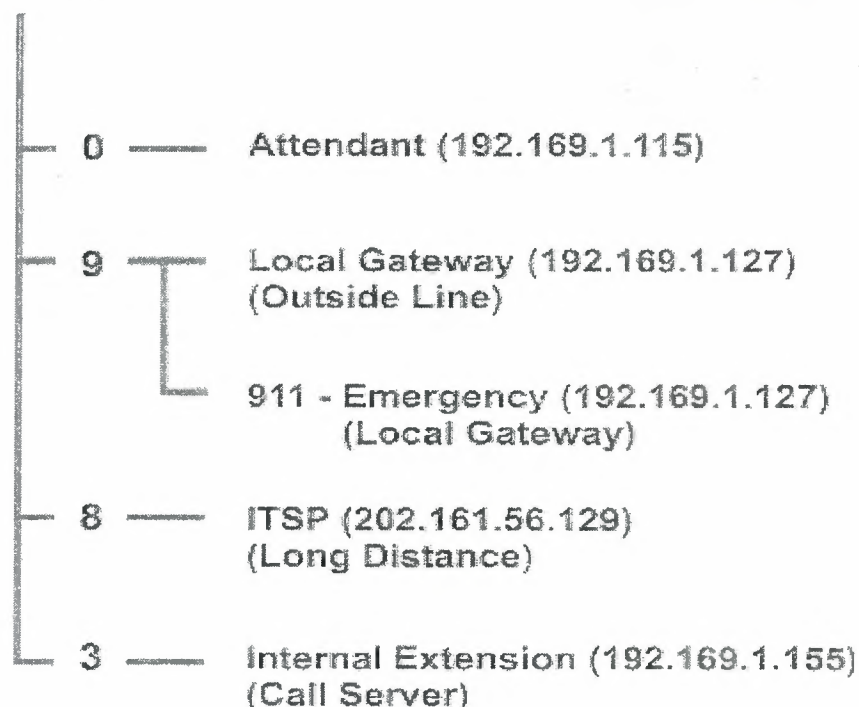 0 Attendant (192.169.1.115)
9 Local Gateway (192.169.1.127)
(Outside Line)
911 - Emergency (192.169.1.127)
(Local Gateway)
8 ITSP (202.161.56.129)
(Long Distance)
3 Internal Extension (192.169.1.155)
(Call Server)